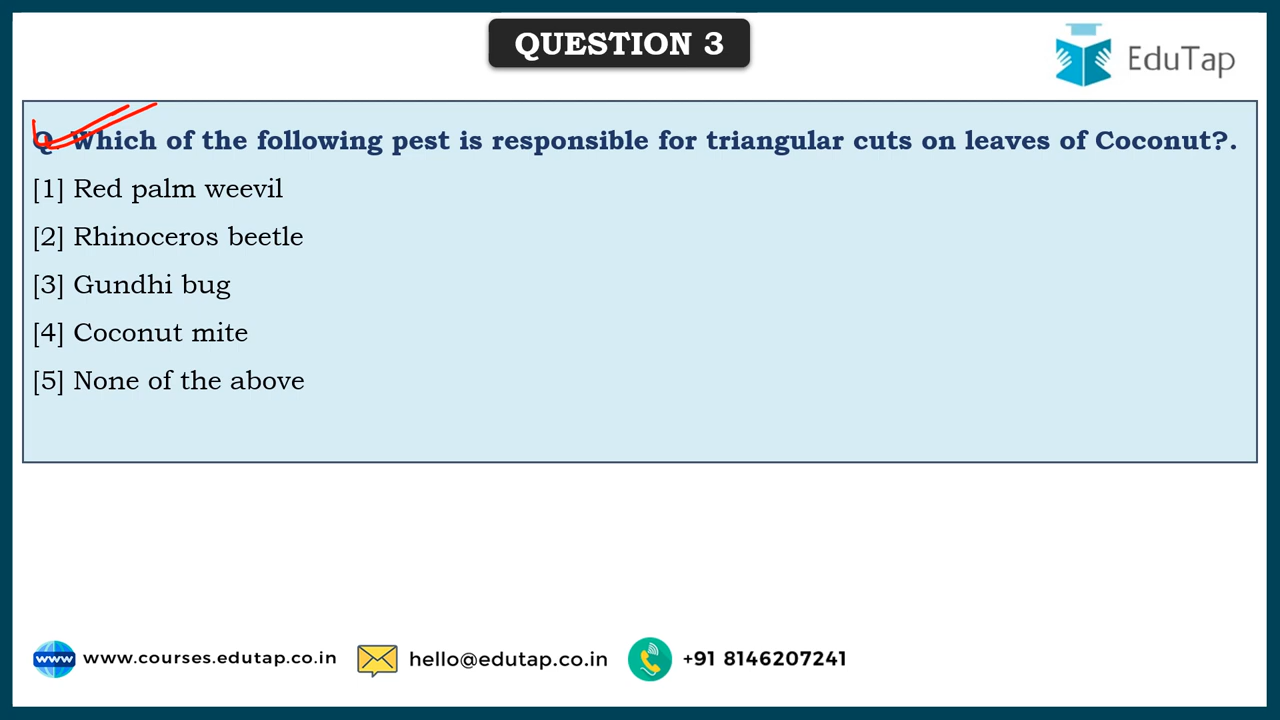 QUESTION 3
EduTap
Q. Which of the following pest is responsible for triangular cuts on leaves of Coconut?.
[1] Red palm weevil
[2] Rhinoceros beetle
[3] Gundhi bug
[4] Coconut mite
[5] None of the above
www www.courses.edutap.co.in hello@edutap.co.in +91 8146207241